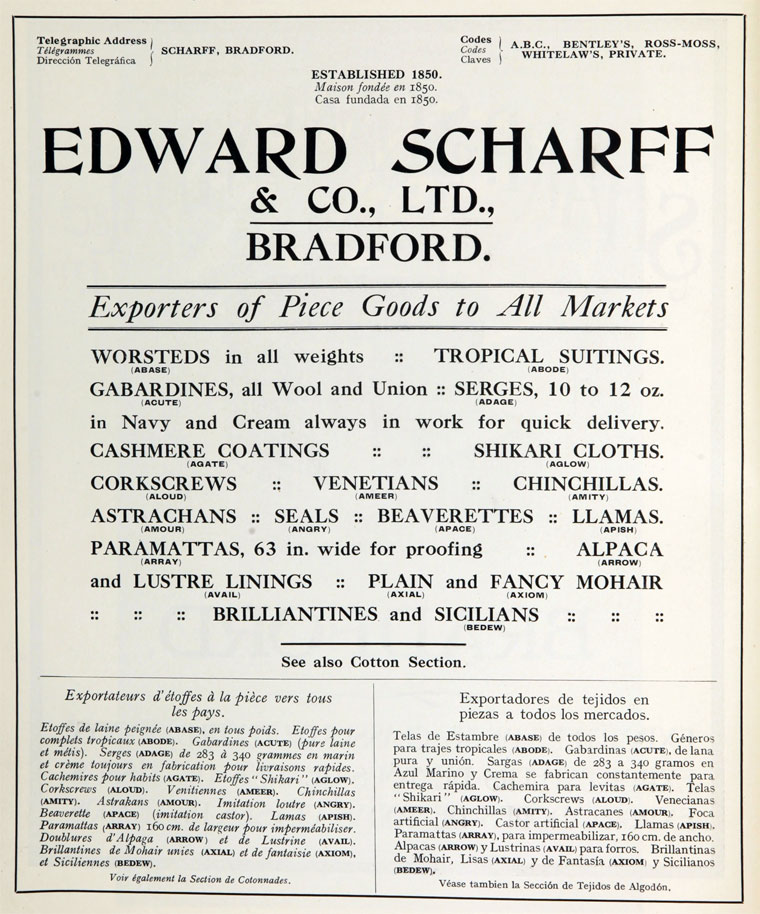 Telegraphic Address
Télégrammes
Dirección Telegráfica
SCHARFF, BRADFORD.
Codes
Codes
Claves
A.B.C., BENTLEY'S, ROSS-MOSS,
WHITELAW'S, PRIVATE.
ESTABLISHED 1850.
Maison fondée en 1850.
Casa fundada en 1850.
EDWARD SCHARFF
& CO., LTD.,
BRADFORD.
Exporters of Piece Goods to All Markets
WORSTEDS in all weights :: TROPICAL SUITINGS.
(ABASE) (ABODE)
GABARDINES, all Wool and Union :: SERGES, 10 to 12 oz.
(ACUTE) (ADAGE)
in Navy and Cream always in work for quick delivery.
CASHMERE COATINGS :: :: SHIKARI CLOTHS.
(AGATE) (AGLOW)
CORKSCREWS :: VENETIANS :: CHINCHILLAS.
(ALOUD) (AMEER) (AMITY)
ASTRACHANS :: SEALS :: BEAVERETTES :: LLAMAS.
(AMOUR) (ANGRY) (APACE) (APISH)
PARAMATTAS, 63 in. wide for proofing :: ALPACA
(ARRAY) (ARROW)
and LUSTRE LININGS :: PLAIN and FANCY MOHAIR
(AVAIL) (AXIAL) (AXIOM)
:: :: :: BRILLIANTINES and SICILIANS :: :: ::
(BEDEW)
See also Cotton Section.
Exportateurs d'étoffes à la pièce vers tous
les pays.
Etoffes de laine peignée (ABASE), en tous poids. Etoffes pour
complets tropicaux (ABODE). Gabardines (ACUTE) (pure laine
et métis). Serges (ADAGE) de 283 à 340 grammes en marin
et crème toujours en fabrication pour livraisons rapides.
Cachemires pour habits (AGATE). Etoffes "Shikari" (AGLOW).
Corkscrews (ALOUD). Venitiennes (AMEER). Chinchillas
(AMITY). Astrakans (AMOUR). Imitation loutre (ANGRY).
Beaverette (APACE) (imitation castor). Lamas (APISH).
Paramattas (ARRAY) 160 cm. de largeur pour imperméabiliser.
Doublures d'Alpaga (ARROW) et de Lustrine (AVAIL).
Brillantines de Mohair unies (AXIAL) et de fantaisie (AXIOM),
et Siciliennes (BEDEW).
Voir également la Section de Cotonnades.
Exportadores de tejidos en
piezas a todos los mercados.
Telas de Estambre (ABASE) de todos los pesos. Géneros
para trajes tropicales (ABODE). Gabardinas (ACUTE), de lana
pura y unión. Sargas (ADAGE) de 283 a 340 gramos en
Azul Marino y Crema se fabrican constantemente para
entrega rápida. Cachemira para levitas (AGATE). Telas
"Shikari" (AGLOW). Corkscrews (ALOUD). Venecianas
(AMEER). Chinchillas (AMITY). Astracanes (AMOUR). Foca
artificial (ANGRY). Castor artificial (APACE). Llamas (APISH).
Paramattas (ARRAY), para impermeabilizar, 160 cm. de ancho.
Alpacas (ARROW) y Lustrinas (AVAIL) para forros. Brillantinas
de Mohair, Lisas (AXIAL) y de Fantasía (AXIOM) y Sicilianos
(BEDEW).
Véase tambien la Sección de Tejidos de Algodón.